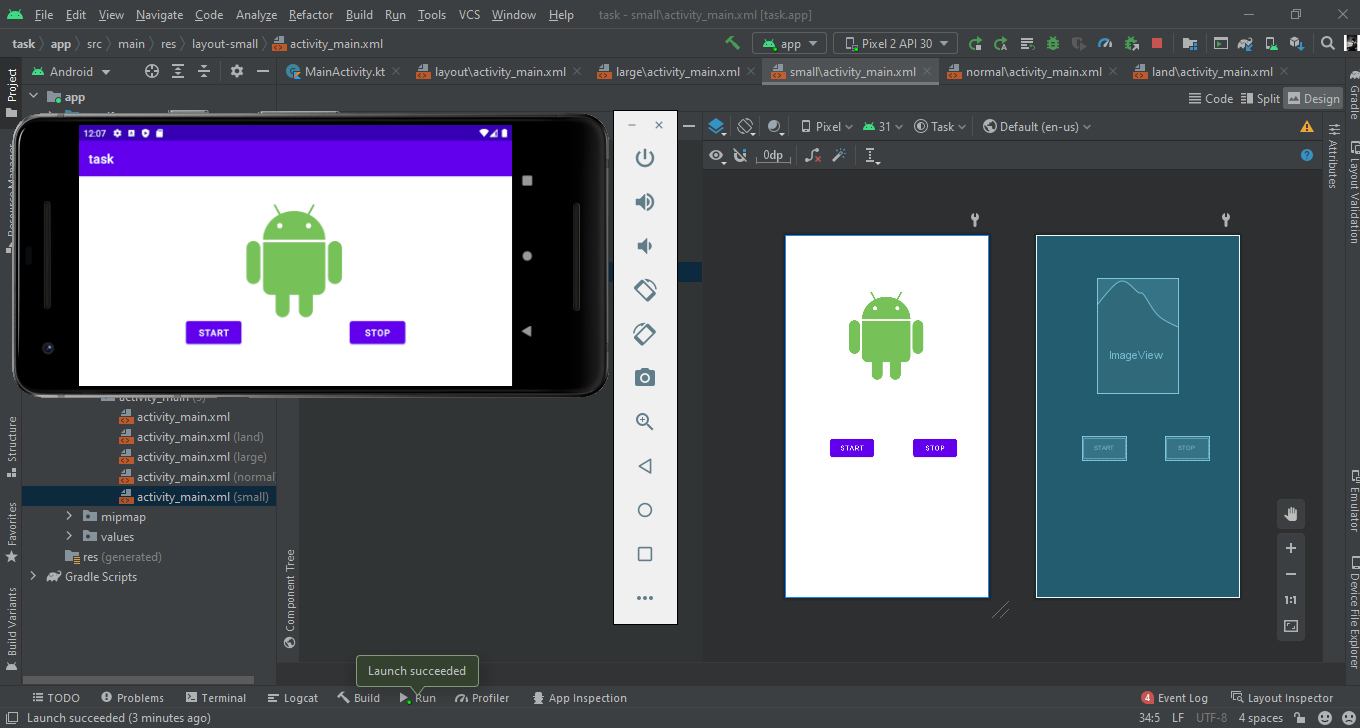 File Edit View Navigate Code Analyze Refactor Build Run Tools VCS Window Help task - small\activity_main.xml [task.app]
task app src main res layout-small activity_main.xml app Pixel 2 API 30
Project
Android MainActivity.kt layout\activity_main.xml large\activity_main.xml small\activity_main.xml normal\activity_main.xml land\activity_main.xml
Gradle
app Code Split Design
12:07
Pixel 31 Task Default (en-us)
Attributes
Layout Validation
task
0dp
START STOP
START STOP
ImageView
START STOP
activity_main.xml
activity_main.xml (land)
activity_main.xml (large)
activity_main.xml (normal
activity_main.xml (small)
mipmap
values
res (generated)
Gradle Scripts
Structure
Favorites
Build Variants
Component Tree
1:1
Emulator
Device File Explorer
Launch succeeded
TODO Problems Terminal Logcat Build Run Profiler App Inspection 4 Event Log Layout Inspector
Launch succeeded (3 minutes ago) 34:5 LF UTF-8 4 spaces